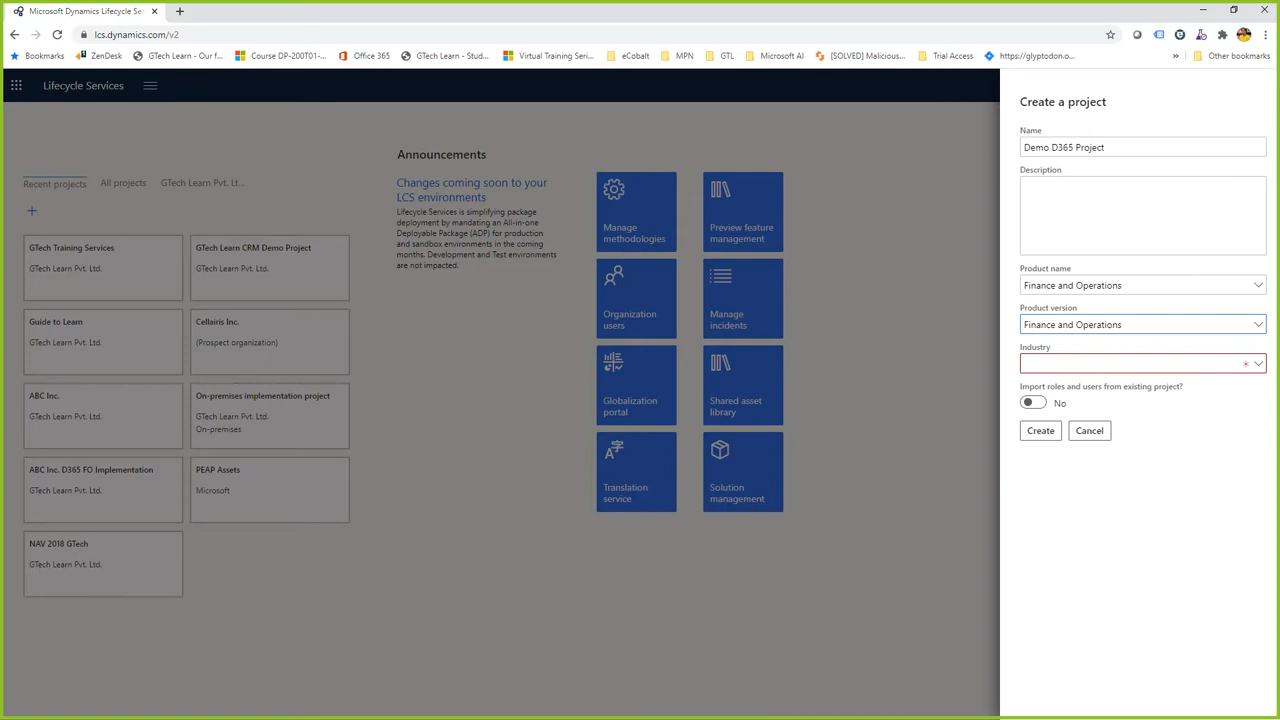 Microsoft Dynamics Lifecycle Ser
lcs.dynamics.com/v2
Bookmarks
ZenDesk
GTech Learn - Our f...
Course DP-200T01-...
Office 365
GTech Learn - Stud...
Virtual Training Seri...
eCobalt
MPN
GTL
Microsoft AI
[SOLVED] Malicious...
Trial Access
https://glyptodon.o...
»
Other bookmarks
Lifecycle Services
Recent projects
All projects
GTech Learn Pvt. Lt...
GTech Training Services
GTech Learn Pvt. Ltd.
GTech Learn CRM Demo Project
GTech Learn Pvt. Ltd.
Guide to Learn
GTech Learn Pvt. Ltd.
Cellairis Inc.
(Prospect organization)
ABC Inc.
GTech Learn Pvt. Ltd.
On-premises implementation project
GTech Learn Pvt. Ltd.
On-premises
ABC Inc. D365 FO Implementation
GTech Learn Pvt. Ltd.
PEAP Assets
Microsoft
NAV 2018 GTech
GTech Learn Pvt. Ltd.
Announcements
Changes coming soon to your
LCS environments
Lifecycle Services is simplifying package
deployment by mandating an All-in-one
Deployable Package (ADP) for production
and sandbox environments in the coming
months. Development and Test environments
are not impacted.
Manage
methodologies
Preview feature
management
Organization
users
Manage
incidents
Globalization
portal
Shared asset
library
Translation
service
Solution
management
Create a project
Name
Demo D365 Project
Description
Product name
Finance and Operations
Product version
Finance and Operations
Industry
*
Import roles and users from existing project?
No
Create
Cancel